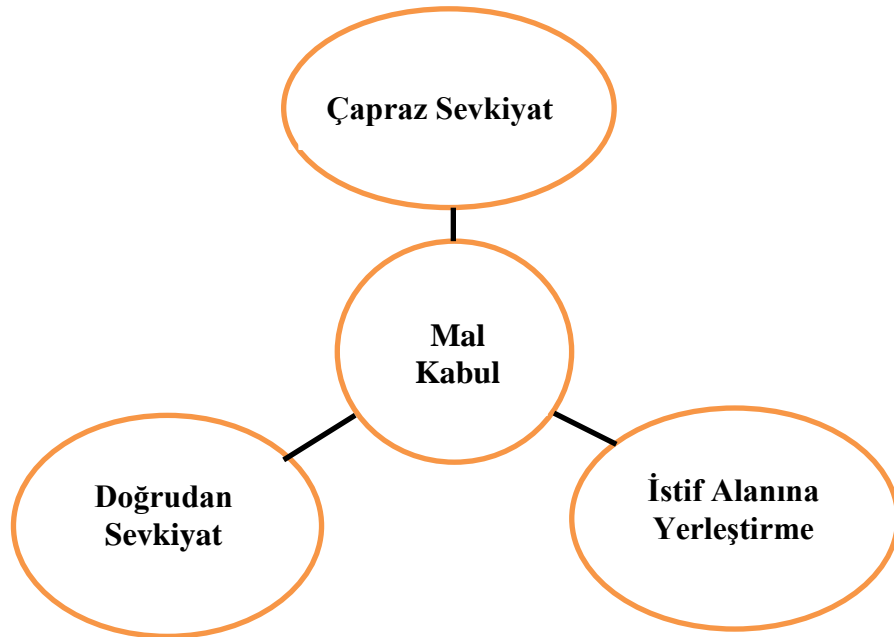 Çapraz Sevkiyat
Mal
Kabul
Doğrudan
Sevkiyat
İstif Alanına
Yerleştirme